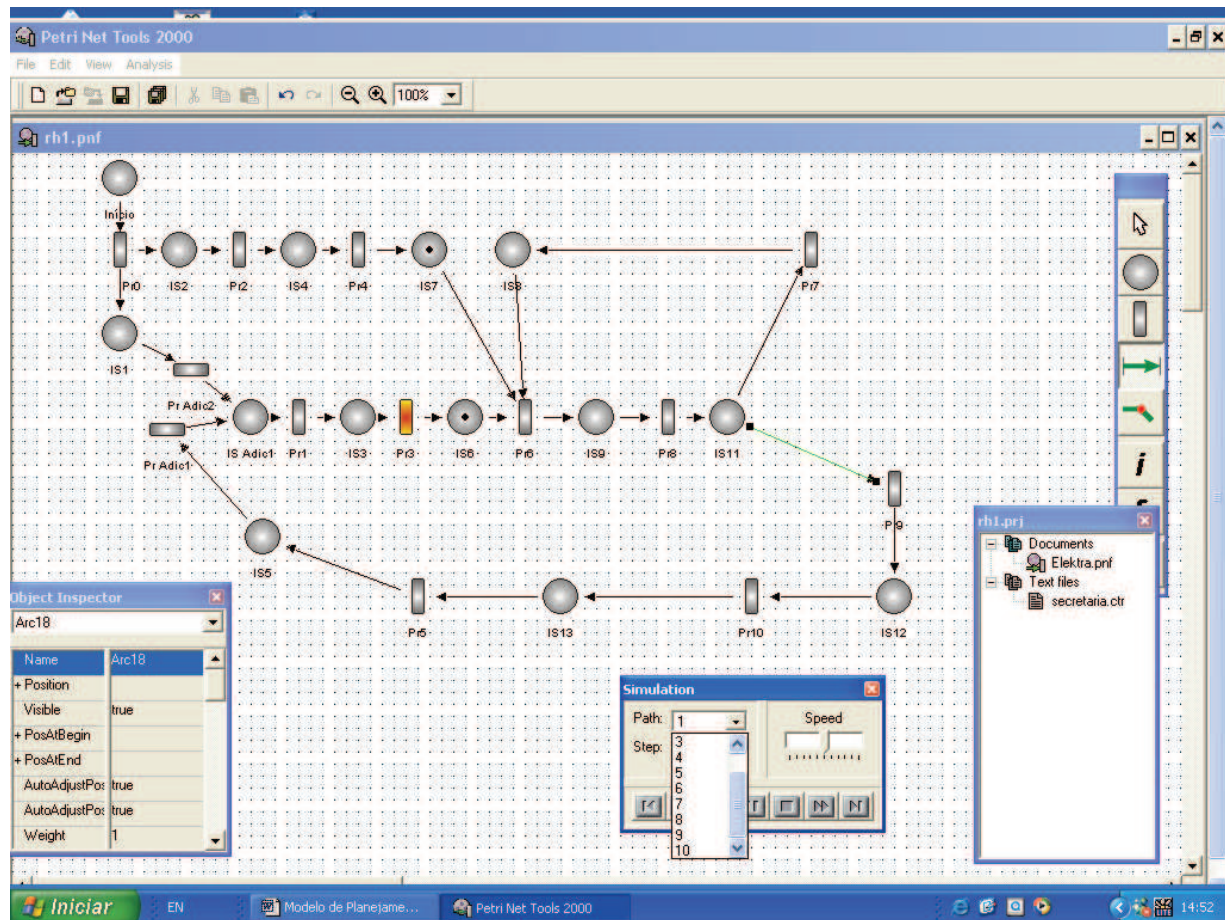 Petri Net Tools 2000
File Edit View Analysis
100%
rh1.pnf
Início
Pr0 IS2 Pr2 IS4 Pr4 IS7 IS8 Pr7
IS1
Pr Adic2
IS Adic1 Pr1 IS3 Pr3 IS6 Pr6 IS9 Pr8 IS11
Pr Adic1
Pr9
IS5
Pr5 IS13 Pr10 IS12
i
rh1.prj
Documents
Elektra.pnf
Text files
secretaria.ctr
Object Inspector
Arc18
Name Arc18
+ Position
Visible true
+ PosAtBegin
+ PosAtEnd
AutoAdjustPos true
AutoAdjustPos true
Weight 1
Simulation
Path: 1 Speed
Step:
3
4
5
6
7
8
9
10
Iniciar EN Modelo de Planejame... Petri Net Tools 2000 14:52